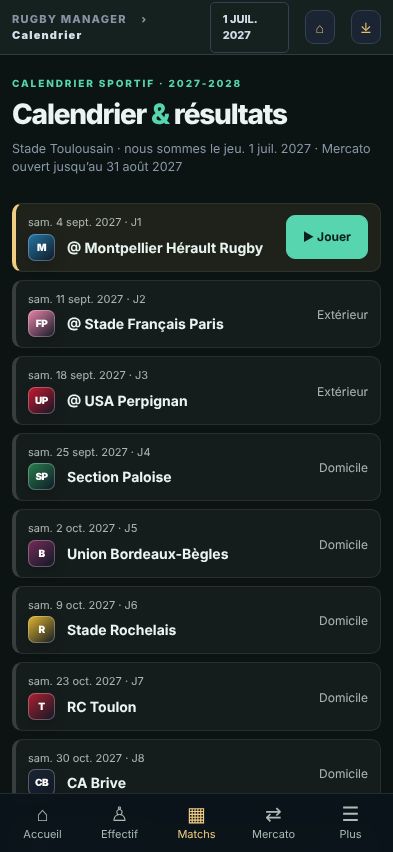 RUGBY MANAGER ›
Calendrier
1 JUIL.
2027
CALENDRIER SPORTIF · 2027-2028
Calendrier & résultats
Stade Toulousain · nous sommes le jeu. 1 juil. 2027 · Mercato
ouvert jusqu'au 31 août 2027
sam. 4 sept. 2027 · J1
M @ Montpellier Hérault Rugby
▶ Jouer
sam. 11 sept. 2027 · J2
FP @ Stade Français Paris
Extérieur
sam. 18 sept. 2027 · J3
UP @ USA Perpignan
Extérieur
sam. 25 sept. 2027 · J4
SP Section Paloise
Domicile
sam. 2 oct. 2027 · J5
B Union Bordeaux-Bègles
Domicile
sam. 9 oct. 2027 · J6
R Stade Rochelais
Domicile
sam. 23 oct. 2027 · J7
T RC Toulon
Domicile
sam. 30 oct. 2027 · J8
CB CA Brive
Domicile
Accueil Effectif Matchs Mercato Plus